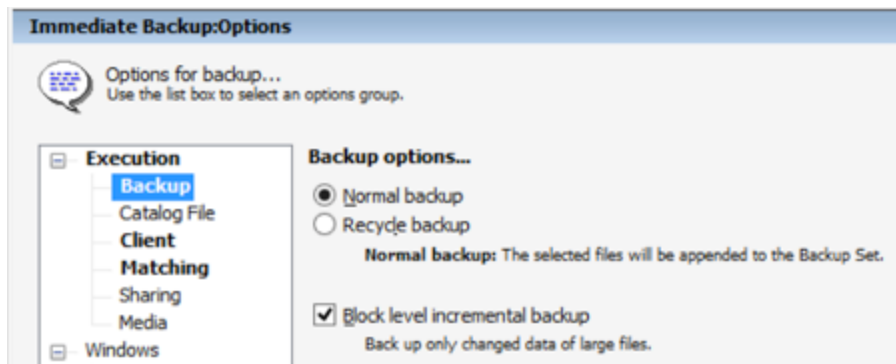 Immediate Backup:Options
Options for backup...
Use the list box to select an options group.
Execution
Backup
Catalog File
Client
Matching
Sharing
Media
Windows
Backup options...
Normal backup
Recycle backup
Normal backup: The selected files will be appended to the Backup Set.
Block level incremental backup
Back up only changed data of large files.